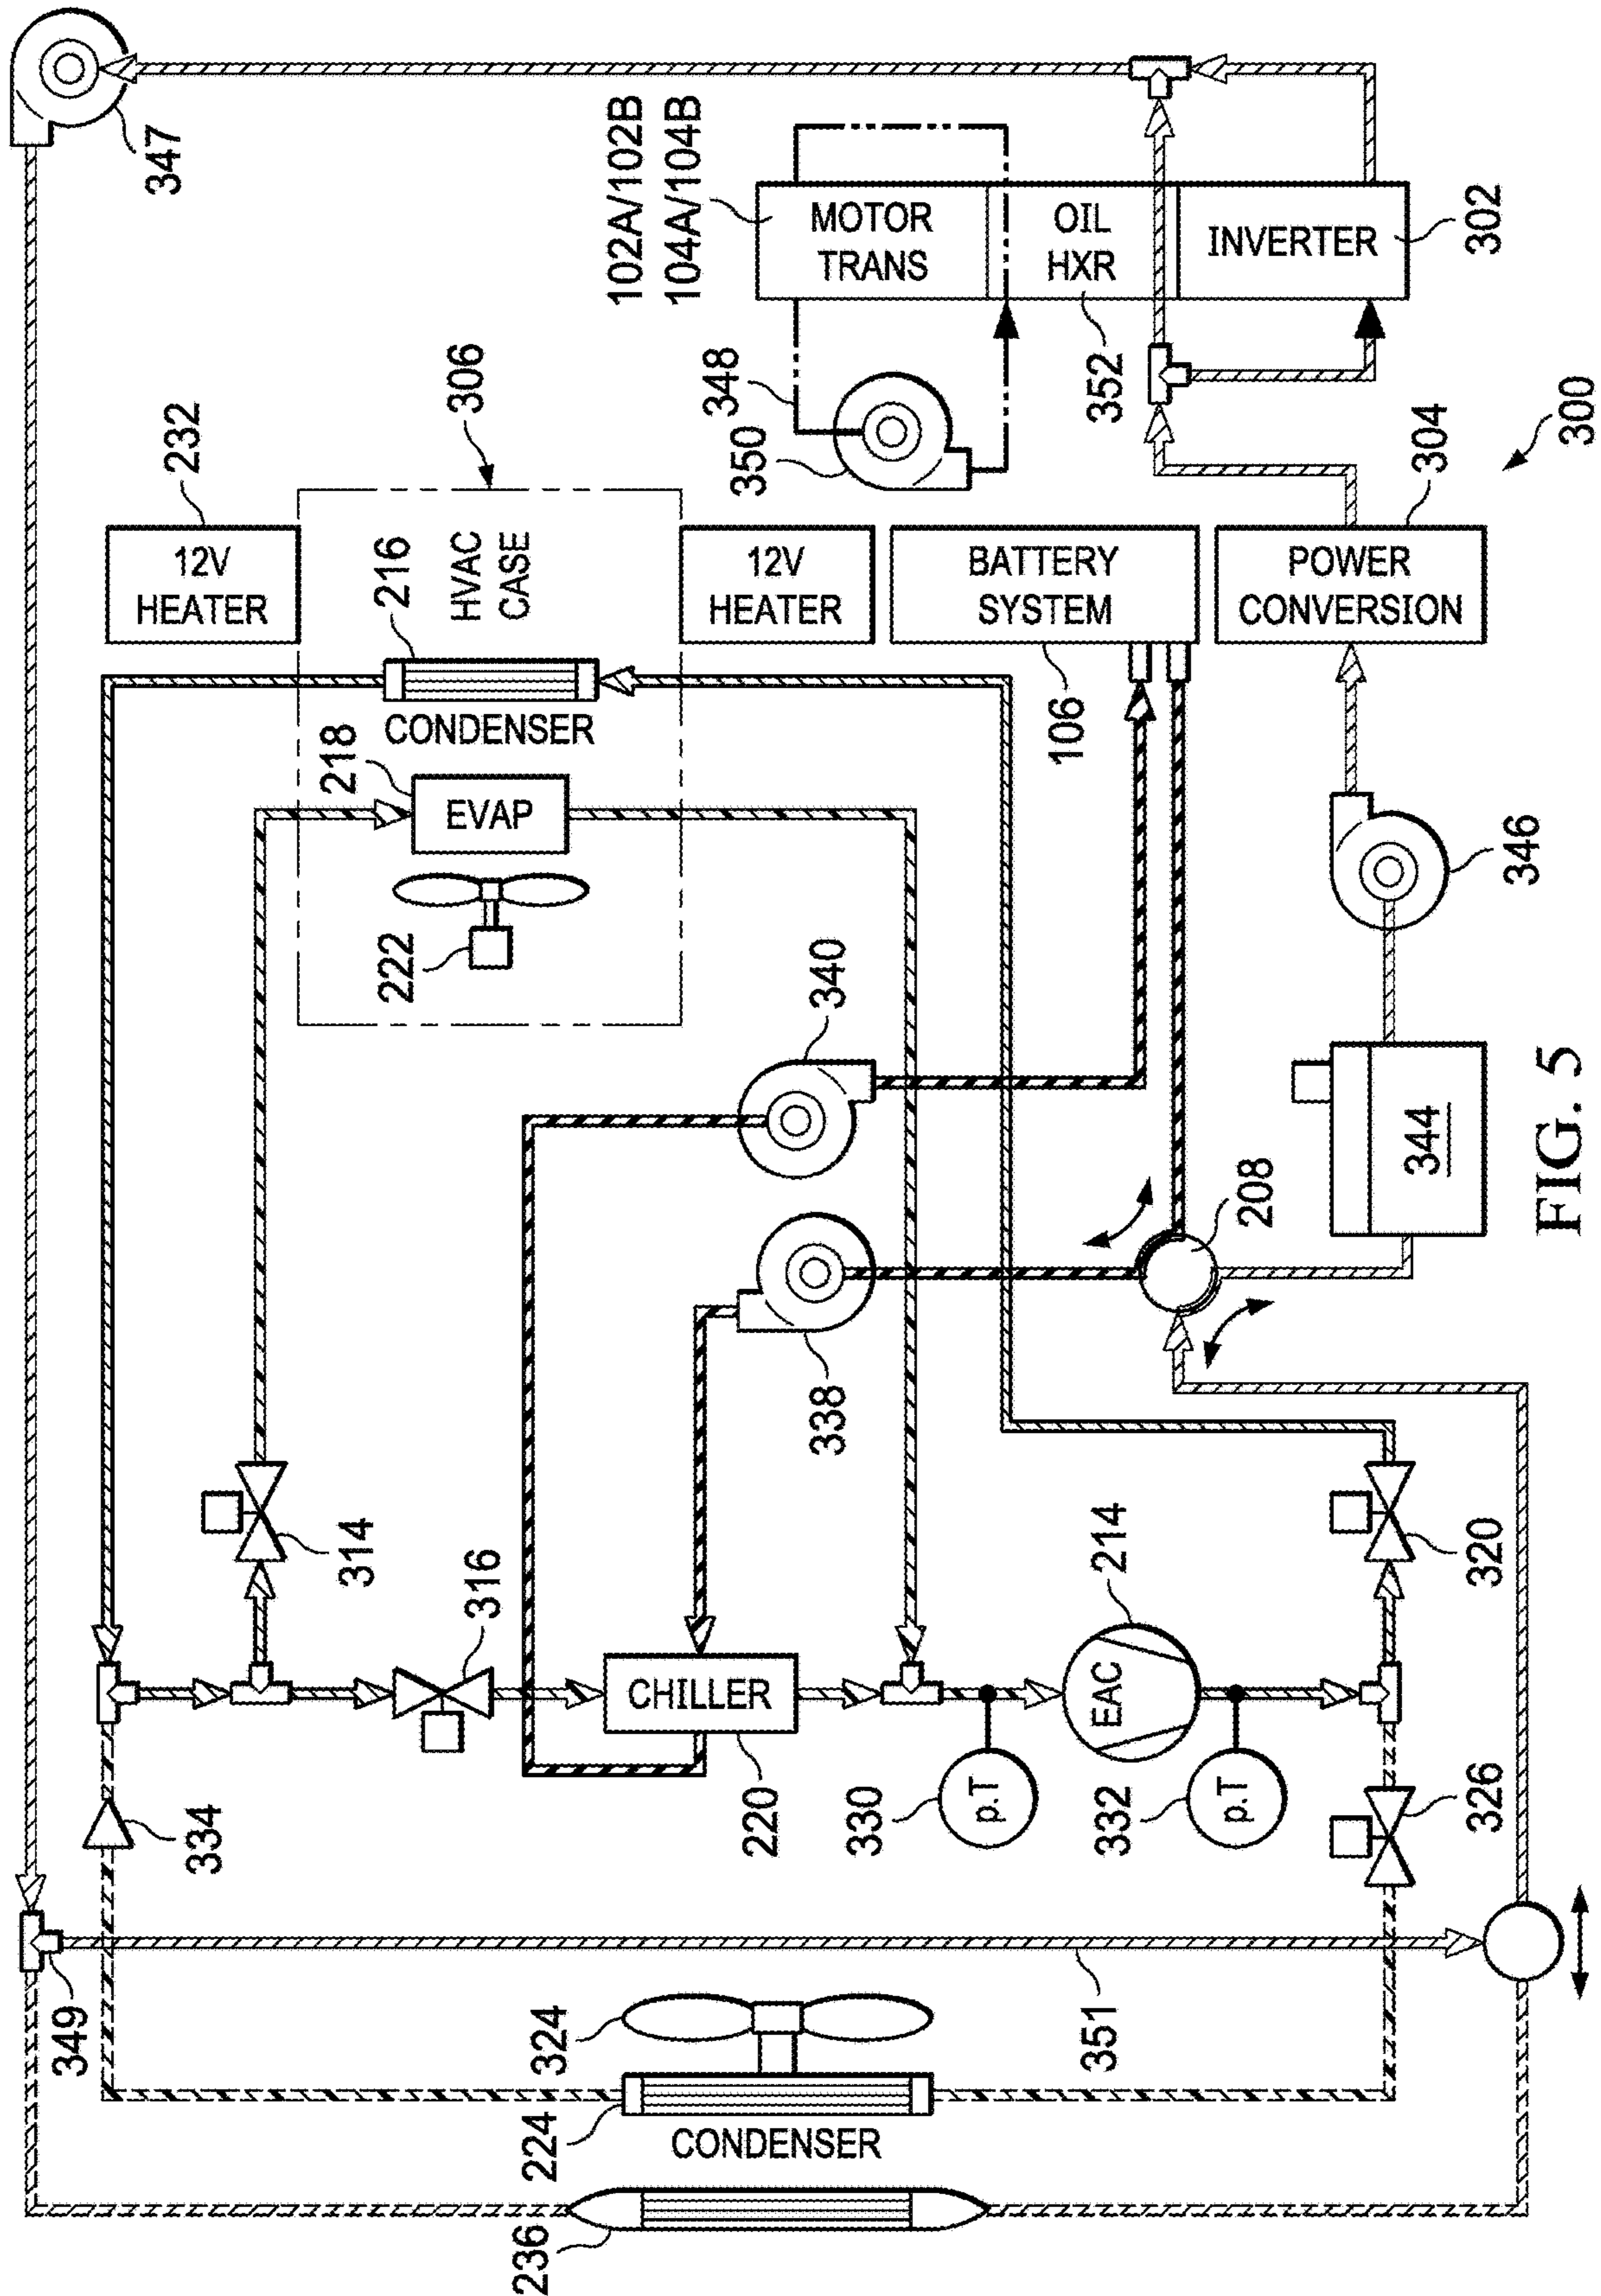 347
102A/102B
104A/104B
MOTOR
TRANS
OIL
HXR
INVERTER
302
232
306
348
350
352
304
300
12V
HEATER
HVAC
CASE
216
12V
HEATER
BATTERY
SYSTEM
POWER
CONVERSION
CONDENSER
218
106
EVAP
222
346
340
344
FIG. 5
208
338
314
316
214
320
CHILLER
EAC
334
220
330
p.T
332
p.T
326
349
324
351
224
CONDENSER
236